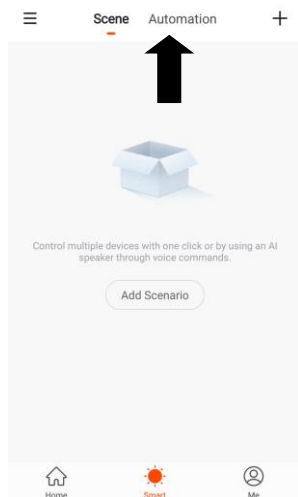 Scene Automation
Control multiple devices with one click or by using an AI
speaker through voice commands.
Add Scenario
Home Smart Me